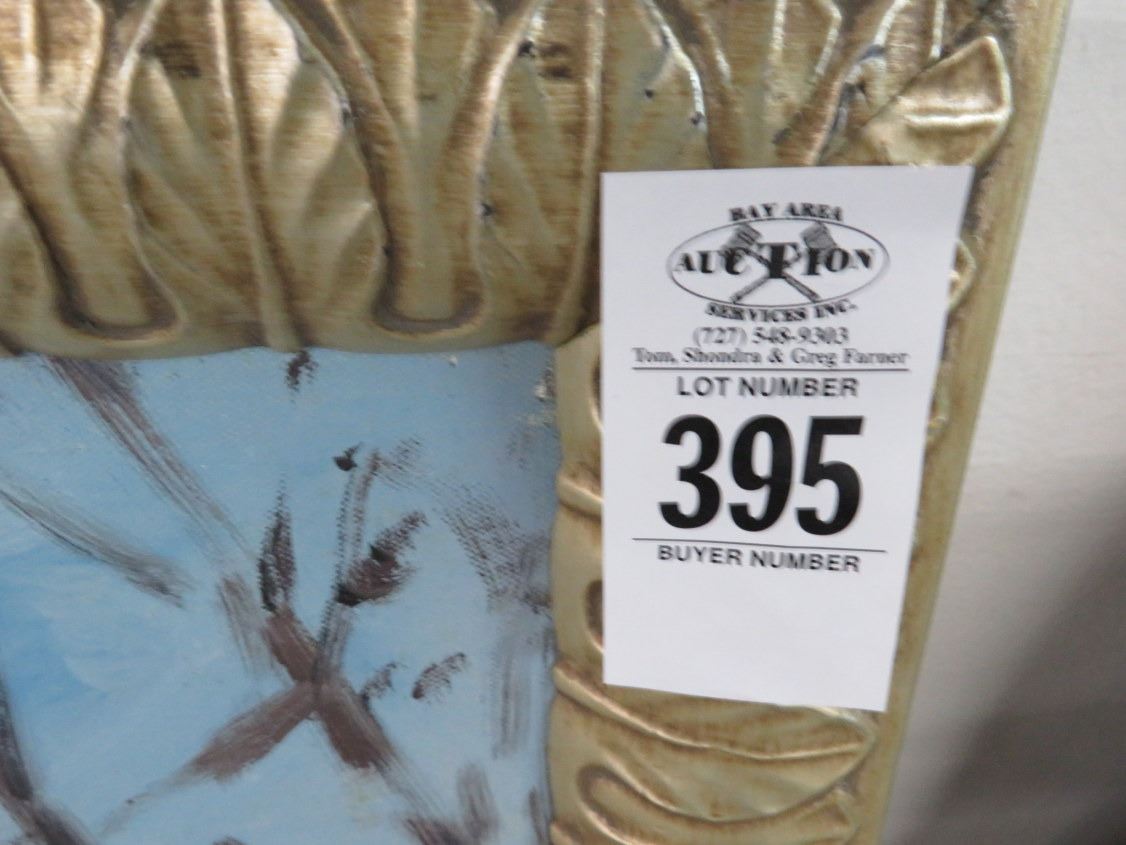 BAY AREA
AUCTION
SERVICES INC.
(727) 548-9303
Tom, Shondra & Greg Farner
LOT NUMBER
395
BUYER NUMBER